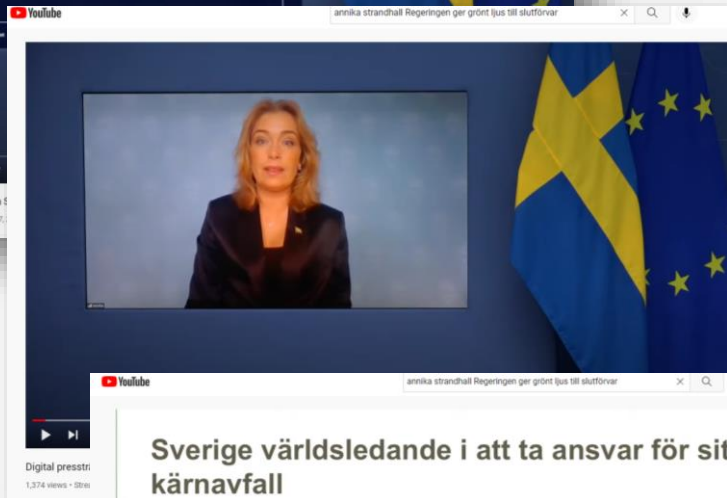 YouTube
annika strandhall Regeringen ger grönt ljus till slutförvar
YouTube
annika strandhall Regeringen ger grönt ljus till slutförvar
Sverige världsledande i att ta ansvar för sit
kärnavfall
Digital presstr
1,374 views •